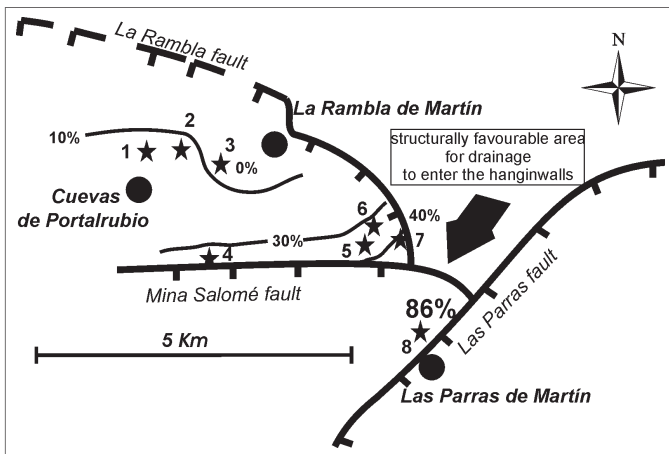 La Rambla fault
N
La Rambla de Martín
structurally favourable area
for drainage
to enter the hanginwalls
10%
2
1
3
0%
Cuevas
de Portalrubio
6
40%
30%
5
7
4
Mina Salomé fault
Las Parras fault
86%
5 Km
8
Las Parras de Martín